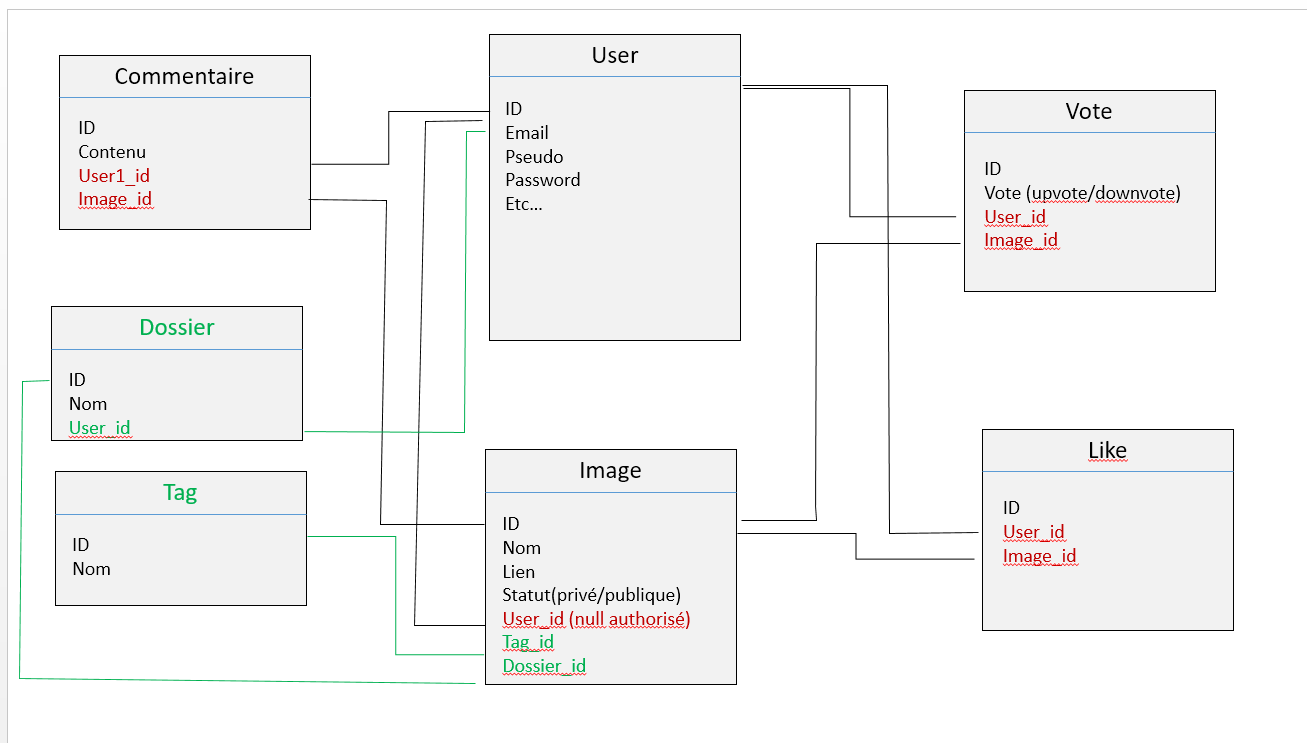 Commentaire
ID
Contenu
User1_id
Image_id
User
ID
Email
Pseudo
Password
Etc...
Vote
ID
Vote (upvote/downvote)
User_id
Image_id
Dossier
ID
Nom
User_id
Tag
ID
Nom
Image
ID
Nom
Lien
Statut(privé/publique)
User_id (null authorisé)
Tag_id
Dossier_id
Like
ID
User_id
Image_id